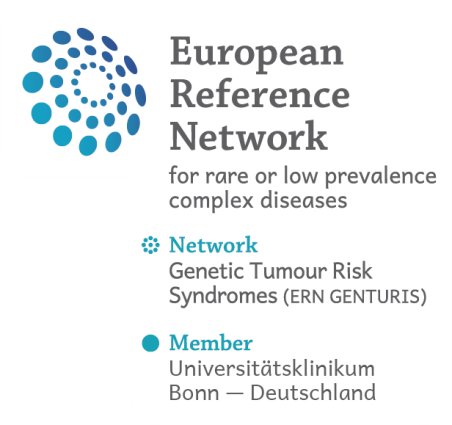 European
Reference
Network
for rare or low prevalence
complex diseases
Network
Genetic Tumour Risk
Syndromes (ERN GENTURIS)
Member
Universitätsklinikum
Bonn — Deutschland